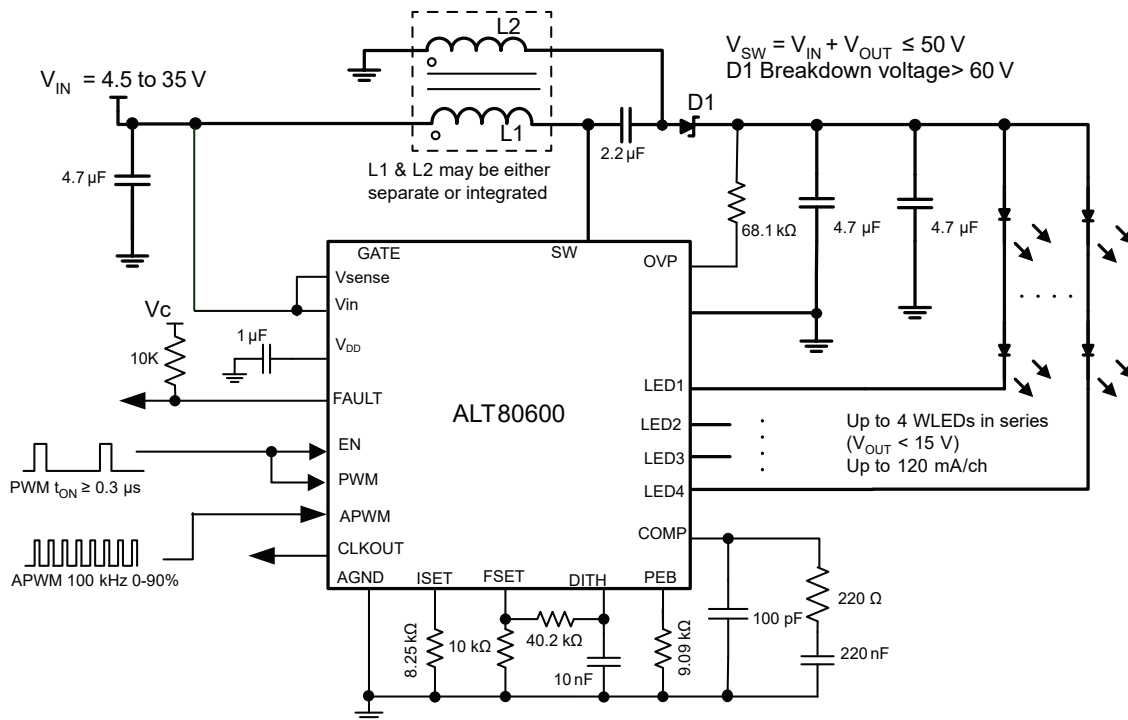 L2
V_SW = V_IN + V_OUT ≤ 50 V
D1 Breakdown voltage> 60 V
V_IN = 4.5 to 35 V
D1
L1
2.2 µF
4.7 µF
L1 & L2 may be either
separate or integrated
68.1 kΩ
4.7 µF
4.7 µF
GATE
SW
OVP
Vsense
Vin
Vc
1 µF
V_DD
10K
FAULT
LED1
ALT80600
Up to 4 WLEDs in series
(V_OUT < 15 V)
Up to 120 mA/ch
LED2
EN
LED3
PWM
PWM t_ON ≥ 0.3 µs
LED4
APWM
COMP
CLKOUT
APWM 100 kHz 0-90%
AGND
ISET
FSET
DITH
PEB
8.25 kΩ
10 kΩ
40.2 kΩ
10 nF
9.09 kΩ
100 pF
220 Ω
220 nF